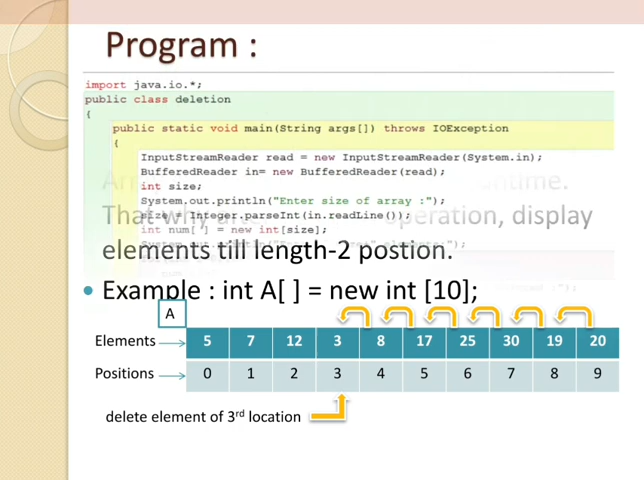 Program :
import java.io.*;
public class deletion
{
public static void main(String args[]) throws IOException
{
InputStreamReader read = new InputStreamReader(System.in);
BufferedReader in= new BufferedReader(read);
int size;
runtime.
System.out.println("Enter size of array :");
size = Integer.parseInt(in.readLine());
That why operation, display
int num[ ] = new int[size];
elements till length-2 postion.
• Example : int A[ ] = new int [10];
A
Elements 5 7 12 3 8 17 25 30 19 20
Positions 0 1 2 3 4 5 6 7 8 9
delete element of 3rd location